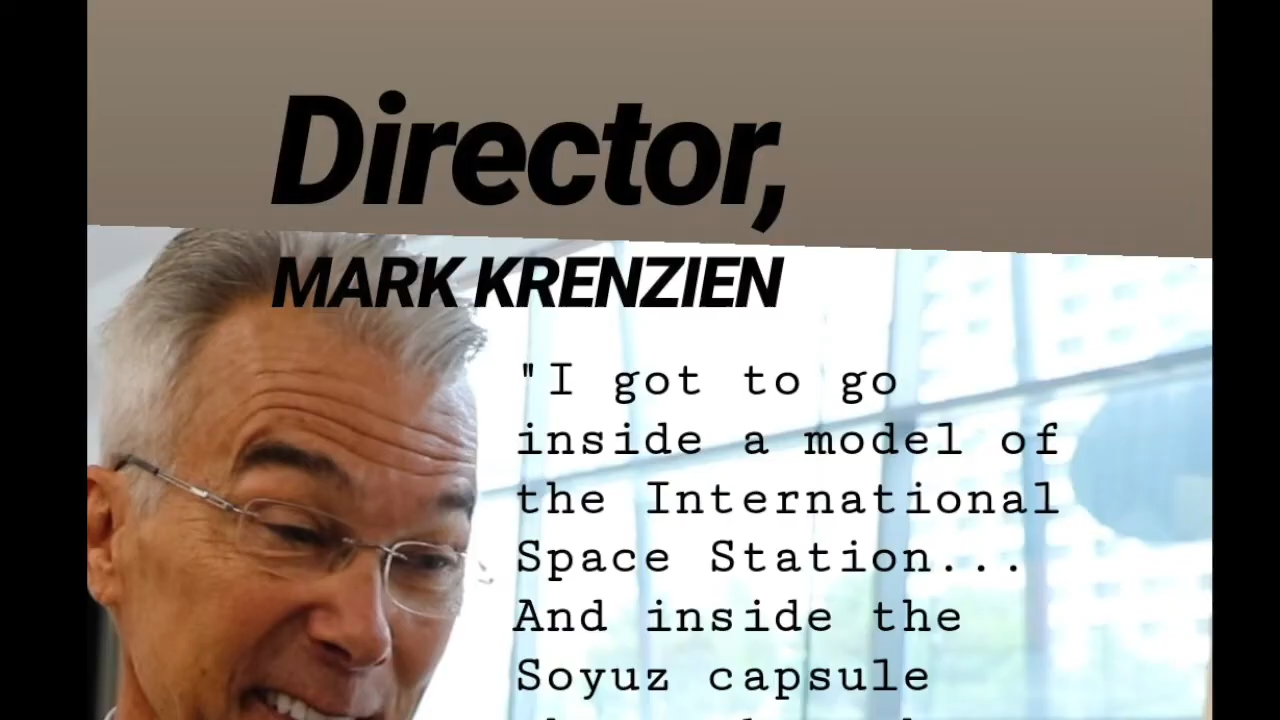 Director,
MARK KRENZIEN
"I got to go
inside a model of
the International
Space Station...
And inside the
Soyuz capsule